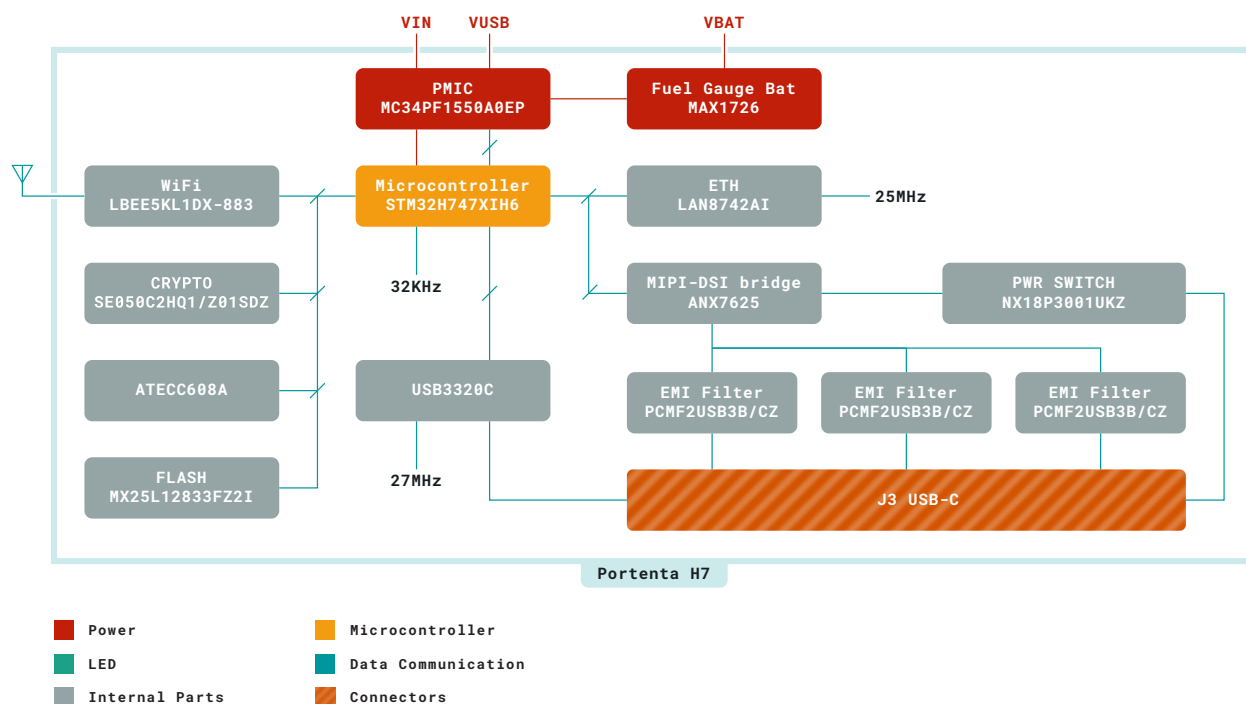 VIN
VUSB
VBAT
PMIC
MC34PF1550A0EP
Fuel Gauge Bat
MAX1726
WiFi
LBEE5KL1DX-883
Microcontroller
STM32H747XIH6
ETH
LAN8742AI
25MHz
32KHz
CRYPTO
SE050C2HQ1/Z01SDZ
MIPI-DSI bridge
ANX7625
PWR SWITCH
NX18P3001UKZ
ATECC608A
USB3320C
EMI Filter
PCMF2USB3B/CZ
EMI Filter
PCMF2USB3B/CZ
EMI Filter
PCMF2USB3B/CZ
FLASH
MX25L12833FZ2I
27MHz
J3 USB-C
Portenta H7
Power
Microcontroller
LED
Data Communication
Internal Parts
Connectors